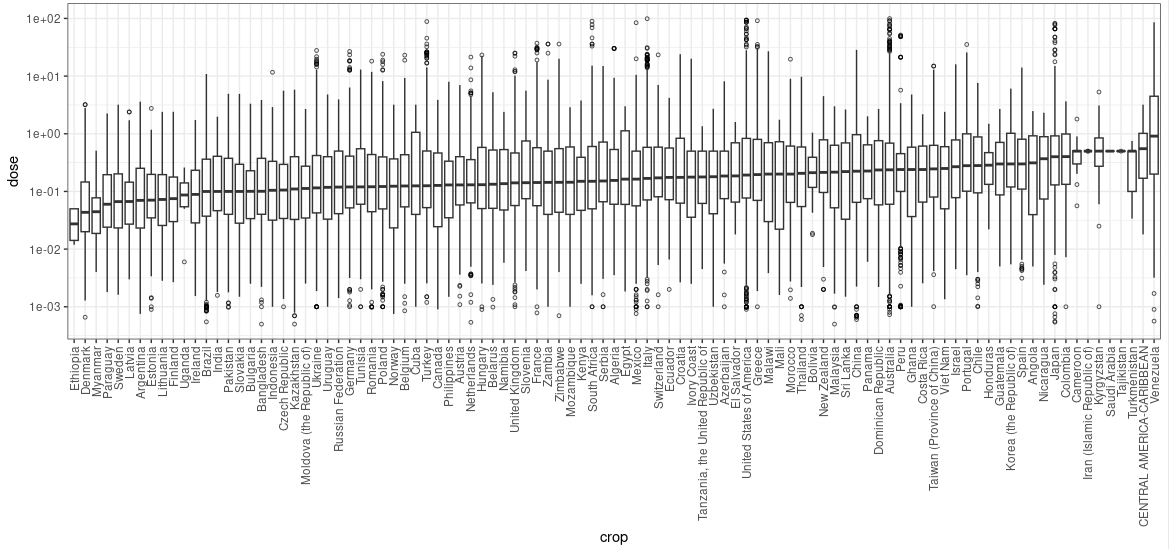 dose
1e+02
1e+01
1e+00
1e-01
1e-02
1e-03
Ethiopia
Denmark
Myanmar
Paraguay
Sweden
Latvia
Argentina
Estonia
Lithuania
Finland
Uganda
Ireland
Brazil
India
Pakistan
Slovakia
Bulgaria
Bangladesh
Indonesia
Czech Republic
Kazakhstan
Moldova (the Republic of)
Ukraine
Uruguay
Russian Federation
Germany
Tunisia
Romania
Poland
Norway
Belgium
Cuba
Turkey
Canada
Philippines
Austria
Netherlands
Hungary
Belarus
Namibia
United Kingdom
Slovenia
France
Zambia
Zimbabwe
Mozambique
Kenya
South Africa
Serbia
Algeria
Egypt
Mexico
Italy
Switzerland
Ecuador
Croatia
Ivory Coast
Tanzania, the United Republic of
Uzbekistan
Azerbaijan
El Salvador
United States of America
Greece
Malawi
Mali
Morocco
Thailand
Bolivia
New Zealand
Malaysia
Sri Lanka
China
Panama
Dominican Republic
Australia
Peru
Ghana
Costa Rica
Taiwan (Province of China)
Viet Nam
Israel
Portugal
Chile
Honduras
Guatemala
Korea (the Republic of)
Spain
Angola
Nicaragua
Japan
Colombia
Cameroon
Iran (Islamic Republic of)
Kyrgyzstan
Saudi Arabia
Tajikistan
Turkmenistan
CENTRAL AMERICA-CARIBBEAN
Venezuela
crop